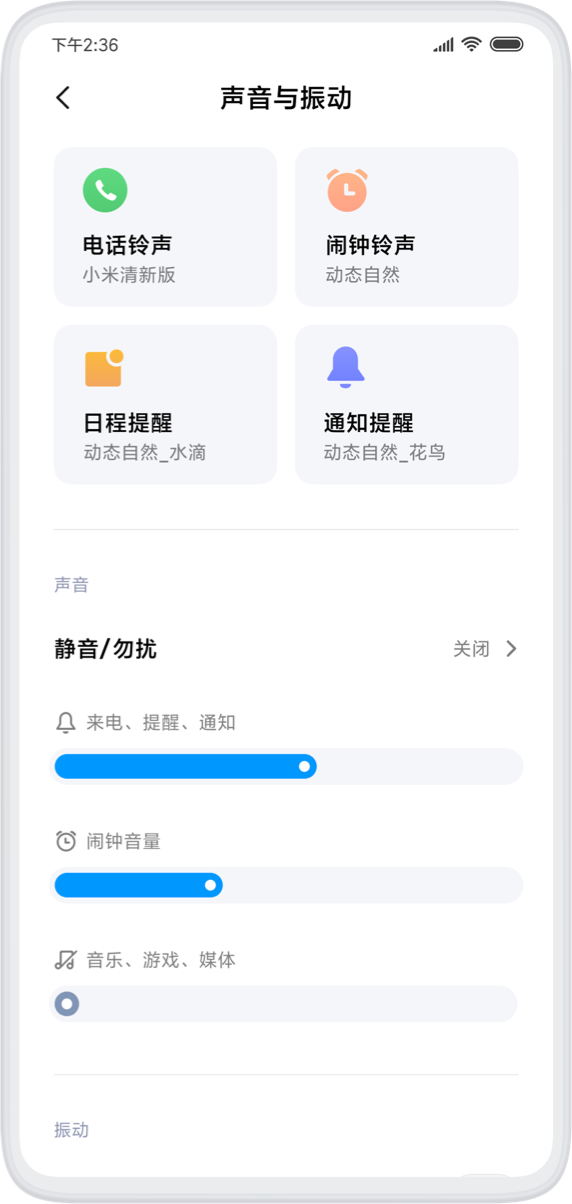 下午2:36
声音与振动
电话铃声
小米清新版
闹钟铃声
动态自然
日程提醒
动态自然_水滴
通知提醒
动态自然_花鸟
声音
静音/勿扰
关闭
来电、提醒、通知
闹钟音量
音乐、游戏、媒体
振动